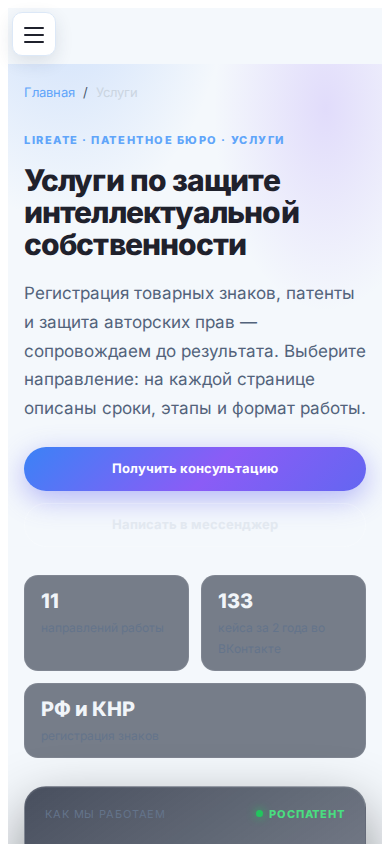 Главная / Услуги
LIREATE · ПАТЕНТНОЕ БЮРО · УСЛУГИ
Услуги по защите
интеллектуальной
собственности
Регистрация товарных знаков, патенты
и защита авторских прав —
сопровождаем до результата. Выберите
направление: на каждой странице
описаны сроки, этапы и формат работы.
Получить консультацию
Написать в мессенджер
11
направлений работы
133
кейса за 2 года во
ВКонтакте
РФ и КНР
регистрация знаков
КАК МЫ РАБОТАЕМ
РОСПАТЕНТ